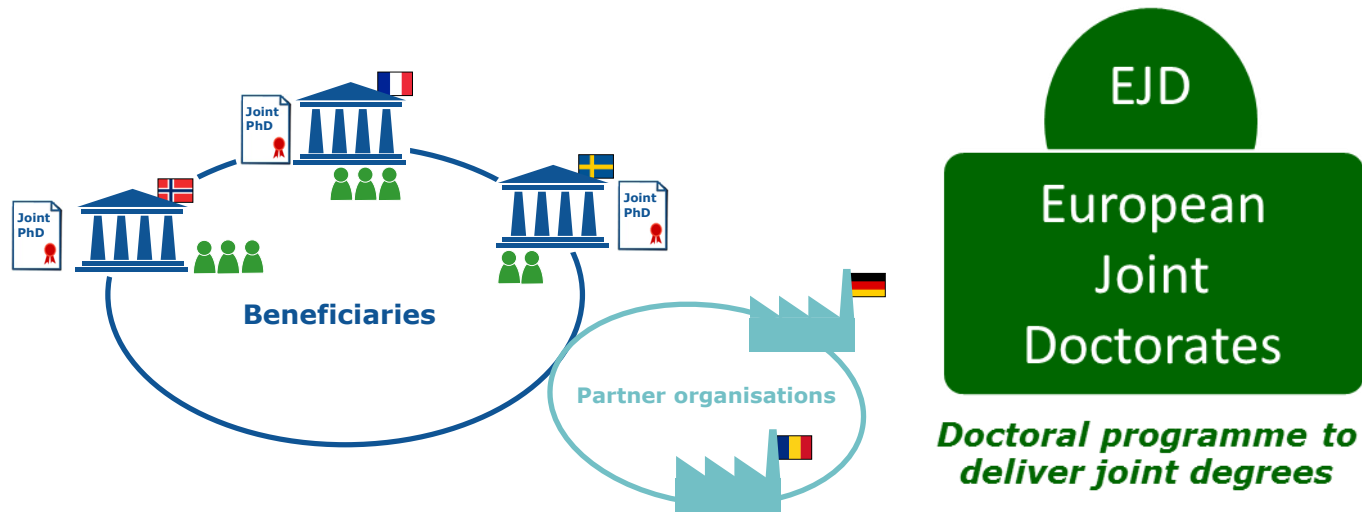 Joint
PhD
Joint
PhD
Joint
PhD
Beneficiaries
Partner organisations
EJD
European
Joint
Doctorates
Doctoral programme to
deliver joint degrees